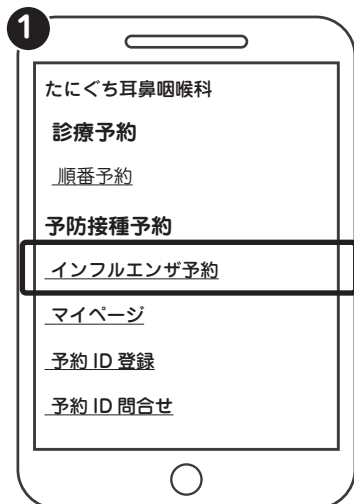 1
たにぐち耳鼻咽喉科
診療予約
順番予約
予防接種予約
インフルエンザ予約
マイページ
予約 ID 登録
予約 ID 問合せ